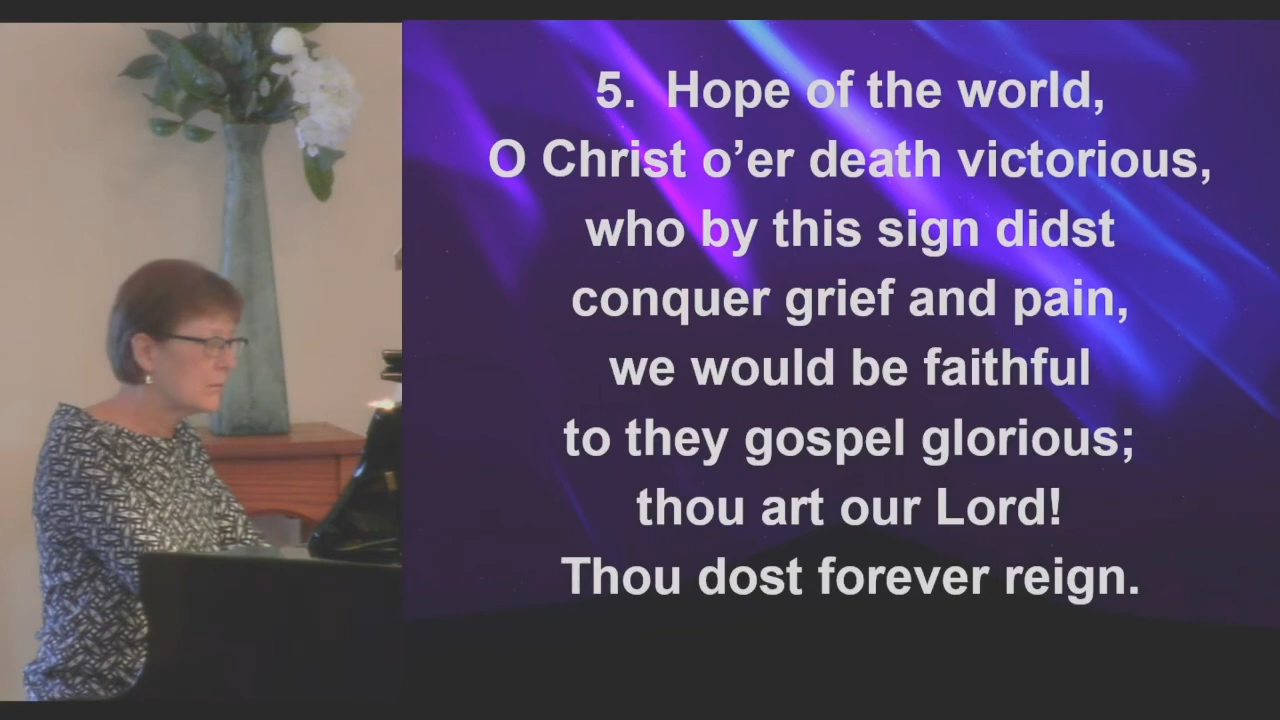 5. Hope of the world,
O Christ o’er death victorious,
who by this sign didst
conquer grief and pain,
we would be faithful
to they gospel glorious;
thou art our Lord!
Thou dost forever reign.